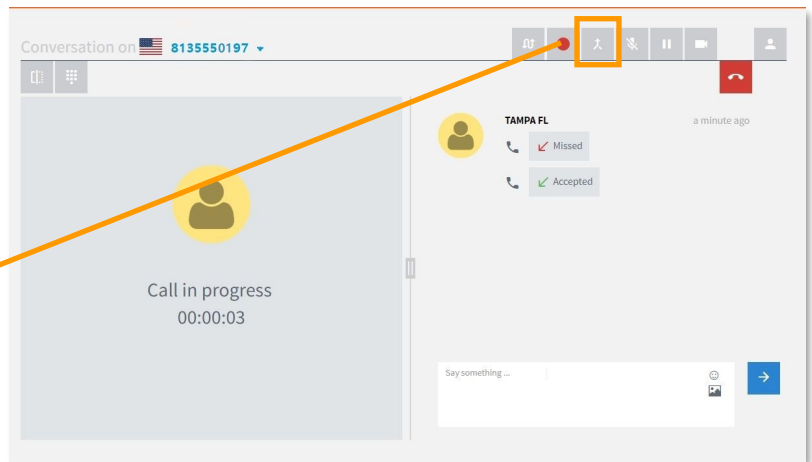 Conversation on 8135550197
TAMPA FL
a minute ago
Missed
Accepted
Call in progress
00:00:03
Say something ...